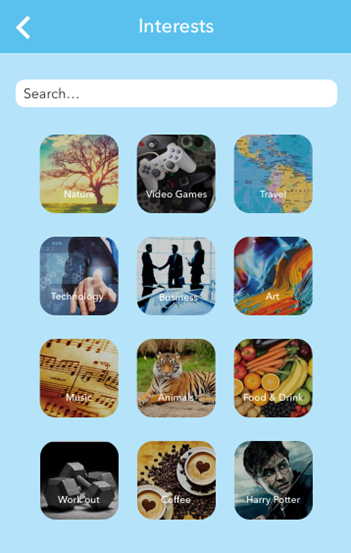 Interests
Search...
Nature
Video Games
Travel
Technology
Business
Art
Music
Animals
Food & Drink
Work out
Coffee
Harry Potter